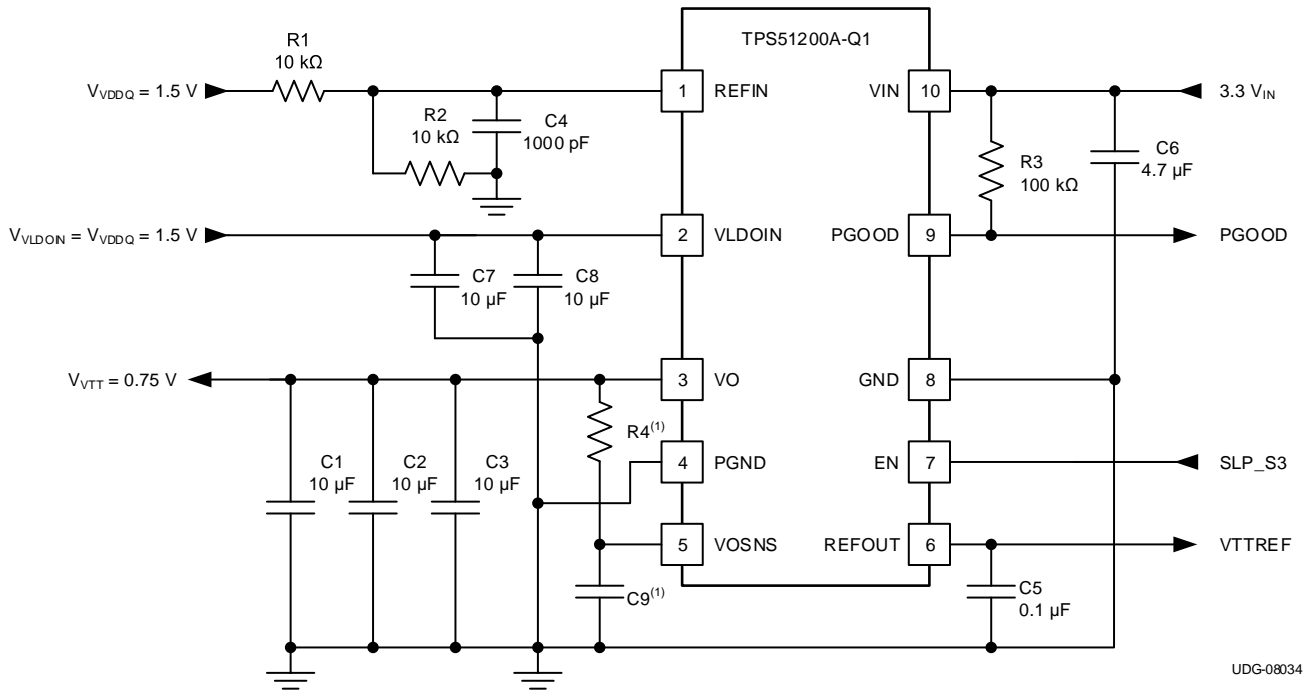 TPS51200A-Q1
R1
10 kΩ
V_VDDQ = 1.5 V
1 REFIN
VIN 10
3.3 V_IN
R2
10 kΩ
C4
1000 pF
R3
100 kΩ
C6
4.7 µF
V_VLDOIN = V_VDDQ = 1.5 V
2 VLDOIN
PGOOD 9
PGOOD
C7
10 µF
C8
10 µF
V_VTT = 0.75 V
3 VO
GND 8
R4(1)
4 PGND
EN 7
SLP_S3
C1
10 µF
C2
10 µF
C3
10 µF
5 VOSNS
REFOUT 6
VTTREF
C9(1)
C5
0.1 µF
UDG-08034